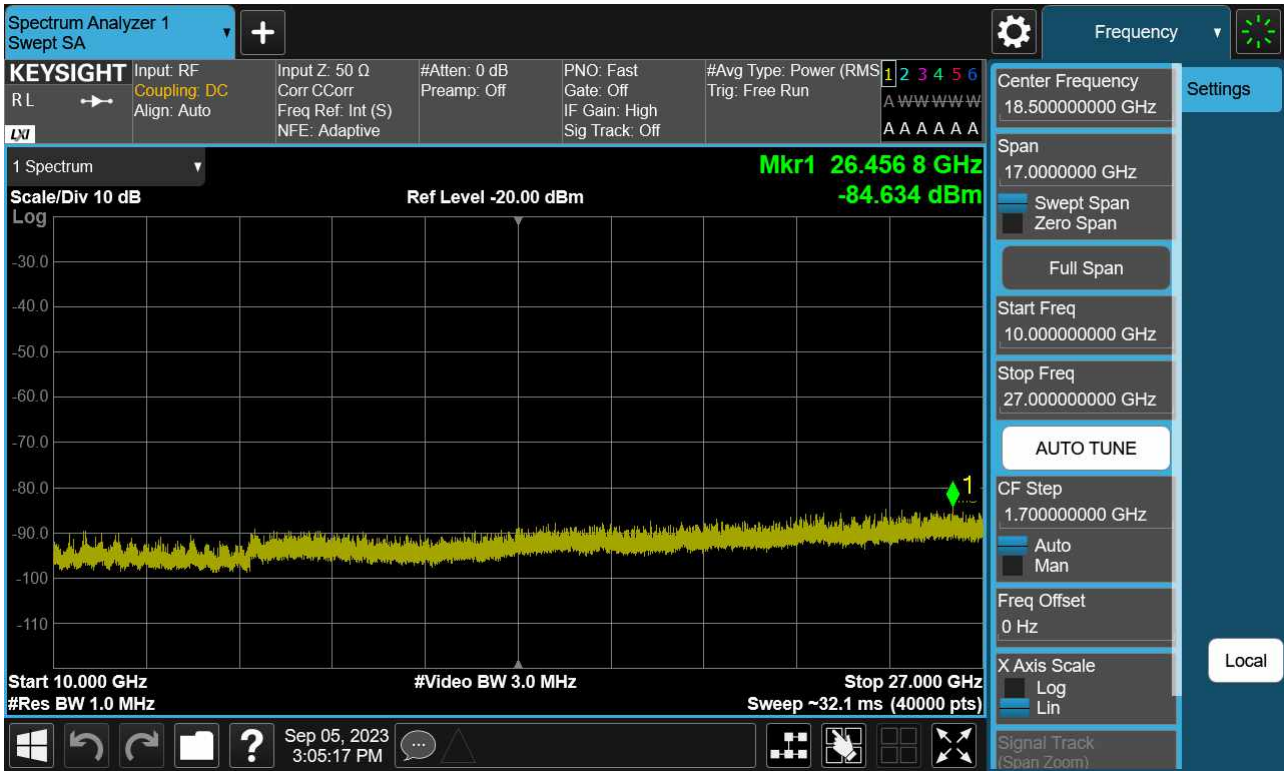 Spectrum Analyzer 1
Swept SA
+
Frequency
KEYSIGHT
R L
LXI
Input: RF
Coupling: DC
Align: Auto
Input Z: 50 Ω
Corr CCorr
Freq Ref: Int (S)
NFE: Adaptive
#Atten: 0 dB
Preamp: Off
PNO: Fast
Gate: Off
IF Gain: High
Sig Track: Off
#Avg Type: Power (RMS
Trig: Free Run
1 2 3 4 5 6
A W W W W W
A A A A A A
1 Spectrum
Mkr1 26.456 8 GHz
Scale/Div 10 dB
Ref Level -20.00 dBm
-84.634 dBm
Log
-30.0
-40.0
-50.0
-60.0
-70.0
-80.0
-90.0
-100
-110
1
Start 10.000 GHz
#Video BW 3.0 MHz
Stop 27.000 GHz
#Res BW 1.0 MHz
Sweep ~32.1 ms (40000 pts)
Center Frequency
18.500000000 GHz
Span
17.0000000 GHz
Swept Span
Zero Span
Full Span
Start Freq
10.000000000 GHz
Stop Freq
27.000000000 GHz
AUTO TUNE
CF Step
1.700000000 GHz
Auto
Man
Freq Offset
0 Hz
X Axis Scale
Log
Lin
Signal Track
(Span Zoom)
Settings
Local
?
Sep 05, 2023
3:05:17 PM